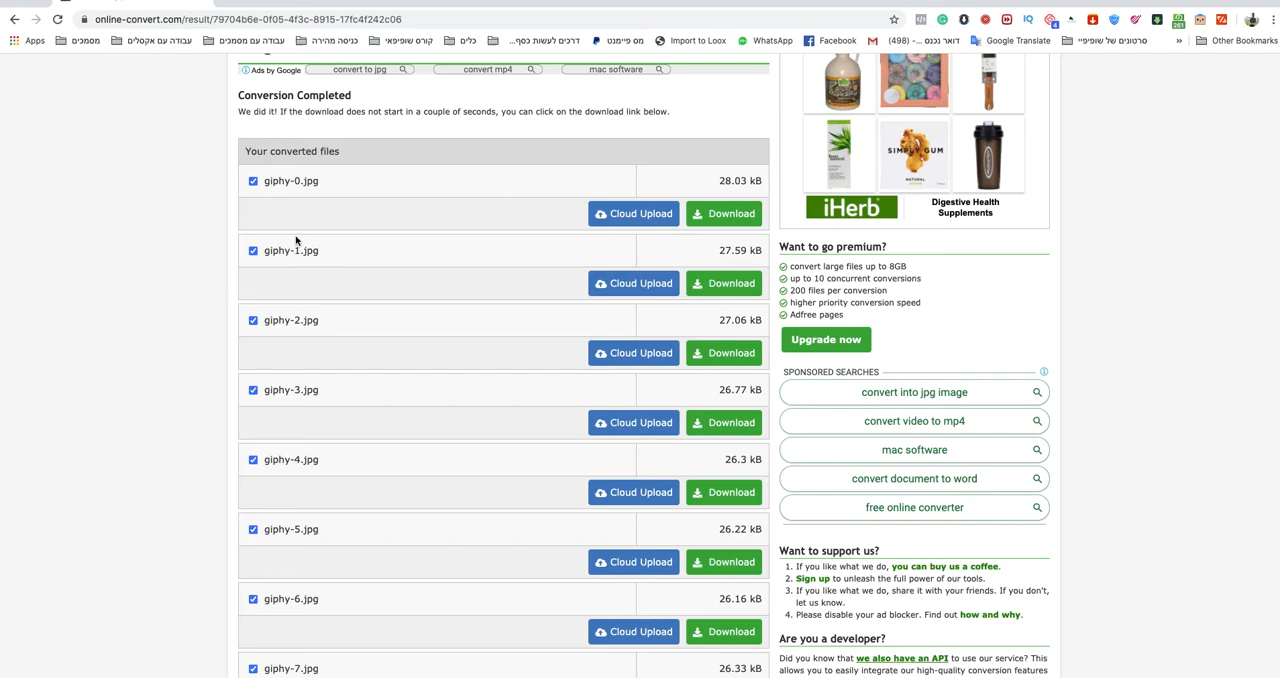 online-convert.com/result/79704b6e-0f05-4f3c-8915-17fc4f242c06
Apps מסמכים עבודה עם אקסלים עבודה עם מסמכים הרצה מהירה קורס שופיפאי כלים דרכים לעשות כסף... מס פיימנט Import to Loox WhatsApp Facebook דואר נכנס (498) -... Google Translate סרטונים של שופיפיי » Other Bookmarks
Ads by Google convert to jpg convert mp4 mac software
Conversion Completed
We did it! If the download does not start in a couple of seconds, you can click on the download link below.
Your converted files
giphy-0.jpg 28.03 kB
Cloud Upload Download
giphy-1.jpg 27.59 kB
Cloud Upload Download
giphy-2.jpg 27.06 kB
Cloud Upload Download
giphy-3.jpg 26.77 kB
Cloud Upload Download
giphy-4.jpg 26.3 kB
Cloud Upload Download
giphy-5.jpg 26.22 kB
Cloud Upload Download
giphy-6.jpg 26.16 kB
Cloud Upload Download
giphy-7.jpg 26.33 kB
SIMPLY GUM
NATURAL
iHerb
Digestive Health
Supplements
Want to go premium?
convert large files up to 8GB
up to 10 concurrent conversions
200 files per conversion
higher priority conversion speed
Adfree pages
Upgrade now
SPONSORED SEARCHES
convert into jpg image
convert video to mp4
mac software
convert document to word
free online converter
Want to support us?
1. If you like what we do, you can buy us a coffee.
2. Sign up to unleash the full power of our tools.
3. If you like what we do, share it with your friends. If you don't,
let us know.
4. Please disable your ad blocker. Find out how and why.
Are you a developer?
Did you know that we also have an API to use our service? This
allows you to easily integrate our high-quality conversion features